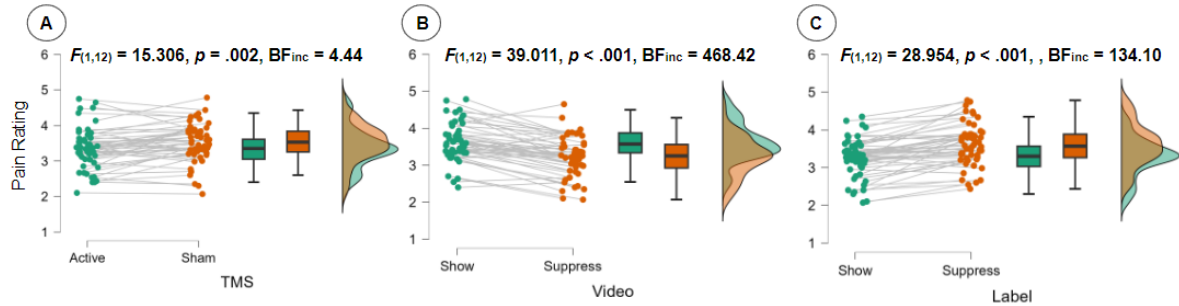 A
F(1,12) = 15.306, p = .002, BFinc = 4.44
Pain Rating
6
5
4
3
2
1
Active Sham
TMS
B
F(1,12) = 39.011, p < .001, BFinc = 468.42
6
5
4
3
2
1
Show Suppress
Video
C
F(1,12) = 28.954, p < .001, , BFinc = 134.10
6
5
4
3
2
1
Show Suppress
Label